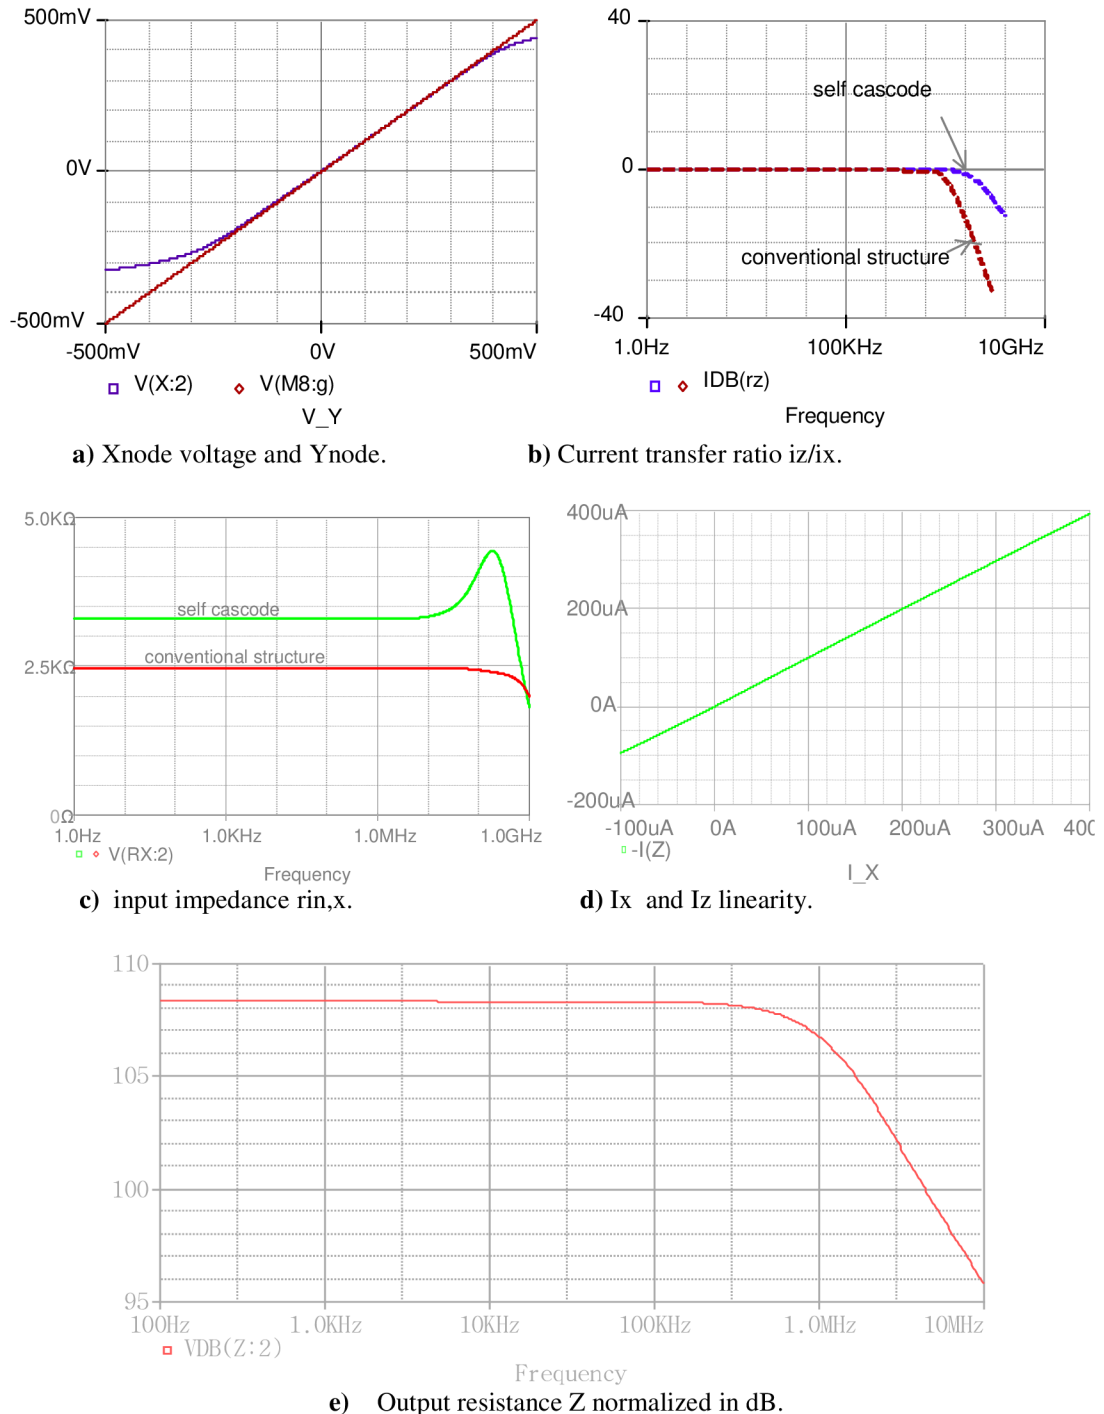 500mV
0V
-500mV
-500mV 0V 500mV
V(X:2) V(M8:g)
V_Y
a) Xnode voltage and Ynode.
40
self cascode
0
conventional structure
-40
1.0Hz 100KHz 10GHz
IDB(rz)
Frequency
b) Current transfer ratio iz/ix.
5.0KΩ
self cascode
conventional structure
2.5KΩ
0Ω
1.0Hz 1.0KHz 1.0MHz 1.0GHz
V(RX:2)
Frequency
c) input impedance rin,x.
400uA
200uA
0A
-200uA
-100uA 0A 100uA 200uA 300uA 400
-I(Z)
I_X
d) Ix and Iz linearity.
110
105
100
95
100Hz 1.0KHz 10KHz 100KHz 1.0MHz 10MHz
VDB(Z:2)
Frequency
e) Output resistance Z normalized in dB.